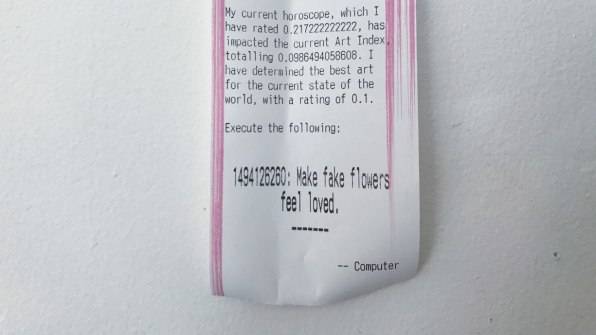 My current horoscope, which I
have rated 0.217222222222, has
impacted the current Art Index,
totalling 0.0986494058608. I
have determined the best art
for the current state of the
world, with a rating of 0.1.
Execute the following:
1494126260: Make fake flowers
feel loved.
-------
-- Computer